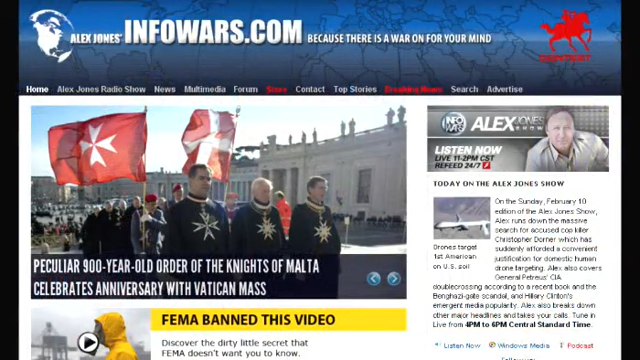 ALEX JONES' INFOWARS.COM BECAUSE THERE IS A WAR ON FOR YOUR MIND
CONTEST
Home Alex Jones Radio Show News Multimedia Forum Store Contact Top Stories Breaking News Search Advertise
PECULIAR 900-YEAR-OLD ORDER OF THE KNIGHTS OF MALTA
CELEBRATES ANNIVERSARY WITH VATICAN MASS
FEMA BANNED THIS VIDEO
Discover the dirty little secret that
FEMA doesn't want you to know.
INFO WARS ALEX JONES
SHOW
LISTEN NOW
LIVE 11-2PM CST
REFEED 24/7
TODAY ON THE ALEX JONES SHOW
Drones target
1st American
on U.S. soil
On the Sunday, February 10
edition of the Alex Jones Show,
Alex runs down the massive
search for accused cop killer
Christopher Dorner which has
suddenly afforded a convenient
justification for domestic human
drone targeting. Alex also covers
General Petreus' CIA
doublecrossing according to a recent book and the
Benghazi-gate scandal, and Hillary Clinton's
emergent media popularity. Alex also breaks down
other major headlines and takes your calls. Tune in
Live from 4PM to 6PM Central Standard Time.
Listen Now Windows Media Podcast